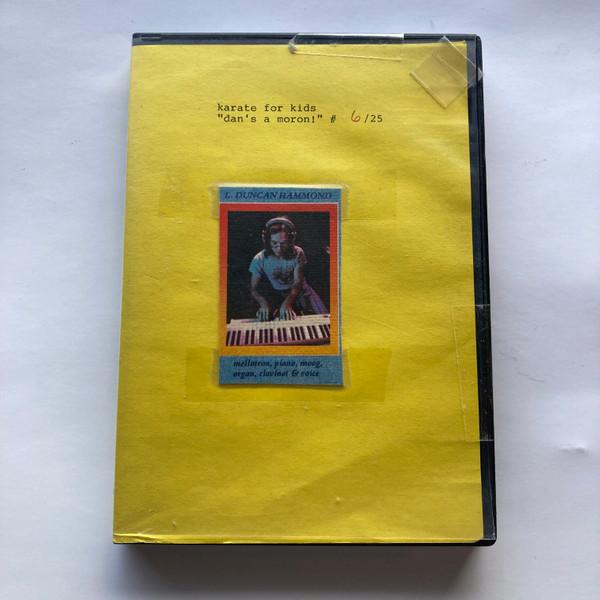 karate for kids
"dan's a moron!" # 6/25
L. DUNCAN HAMMOND
mellotron, piano, moog,
organ, clavinet & voice